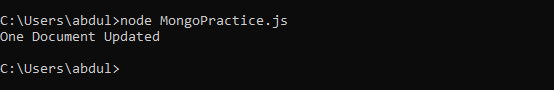 C:\Users\abdul>node MongoPractice.js
One Document Updated
C:\Users\abdul>